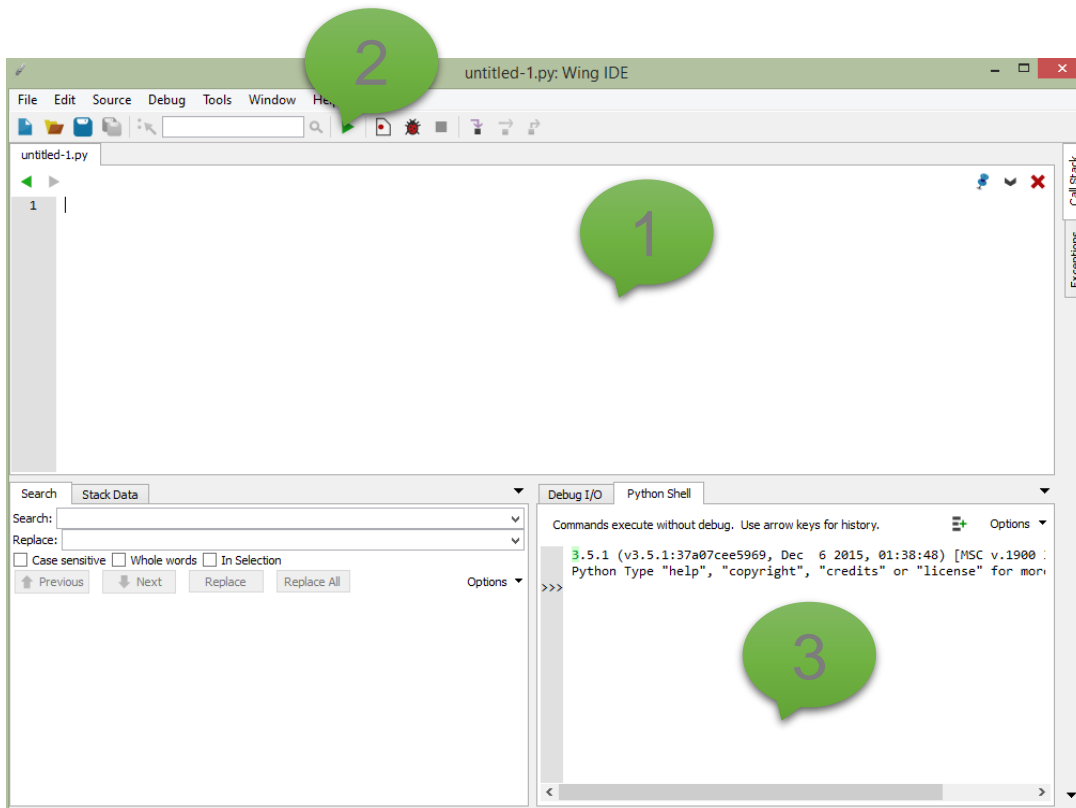 2
untitled-1.py: Wing IDE
File Edit Source Debug Tools Window
untitled-1.py
1
1
Call Stack
Exceptions
Search Stack Data
Search:
Replace:
Case sensitive Whole words In Selection
Previous Next Replace Replace All Options
Debug I/O Python Shell
Commands execute without debug. Use arrow keys for history. Options
3.5.1 (v3.5.1:37a07cee5969, Dec 6 2015, 01:38:48) [MSC v.1900
Python Type "help", "copyright", "credits" or "license" for more
>>>
3